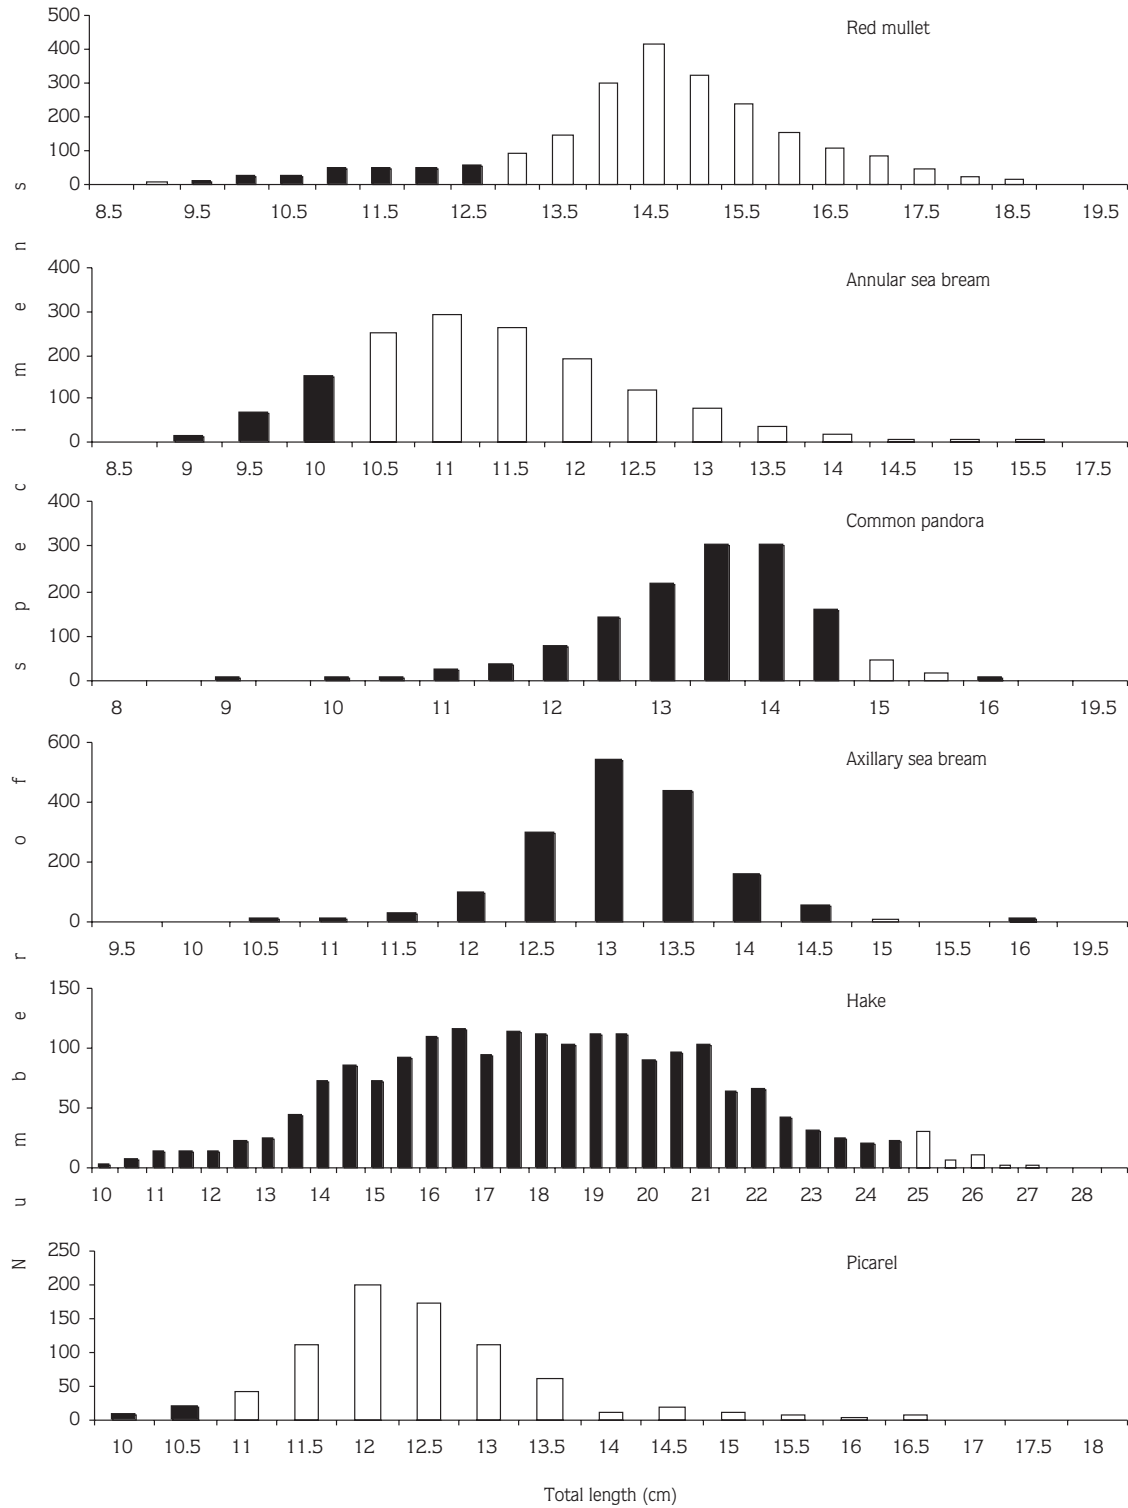 Number of specimens
Red mullet
500
400
300
200
100
0
8.5 9.5 10.5 11.5 12.5 13.5 14.5 15.5 16.5 17.5 18.5 19.5
Annular sea bream
400
300
200
100
0
8.5 9 9.5 10 10.5 11 11.5 12 12.5 13 13.5 14 14.5 15 15.5 17.5
Common pandora
400
300
200
100
0
8 9 10 11 12 13 14 15 16 19.5
Axillary sea bream
600
400
200
0
9.5 10 10.5 11 11.5 12 12.5 13 13.5 14 14.5 15 15.5 16 19.5
Hake
150
100
50
0
10 11 12 13 14 15 16 17 18 19 20 21 22 23 24 25 26 27 28
Picarel
250
200
150
100
50
0
10 10.5 11 11.5 12 12.5 13 13.5 14 14.5 15 15.5 16 16.5 17 17.5 18
Total length (cm)